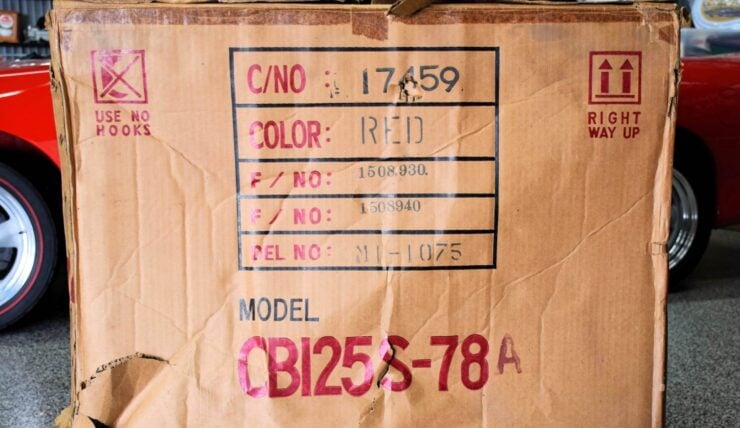 USE NO
HOOKS
C/NO : 17459
COLOR: RED
F/NO: 1508930.
F/NO: 1508940
DEL NO: M1-1075
RIGHT
WAY UP
MODEL
CB125S-78A